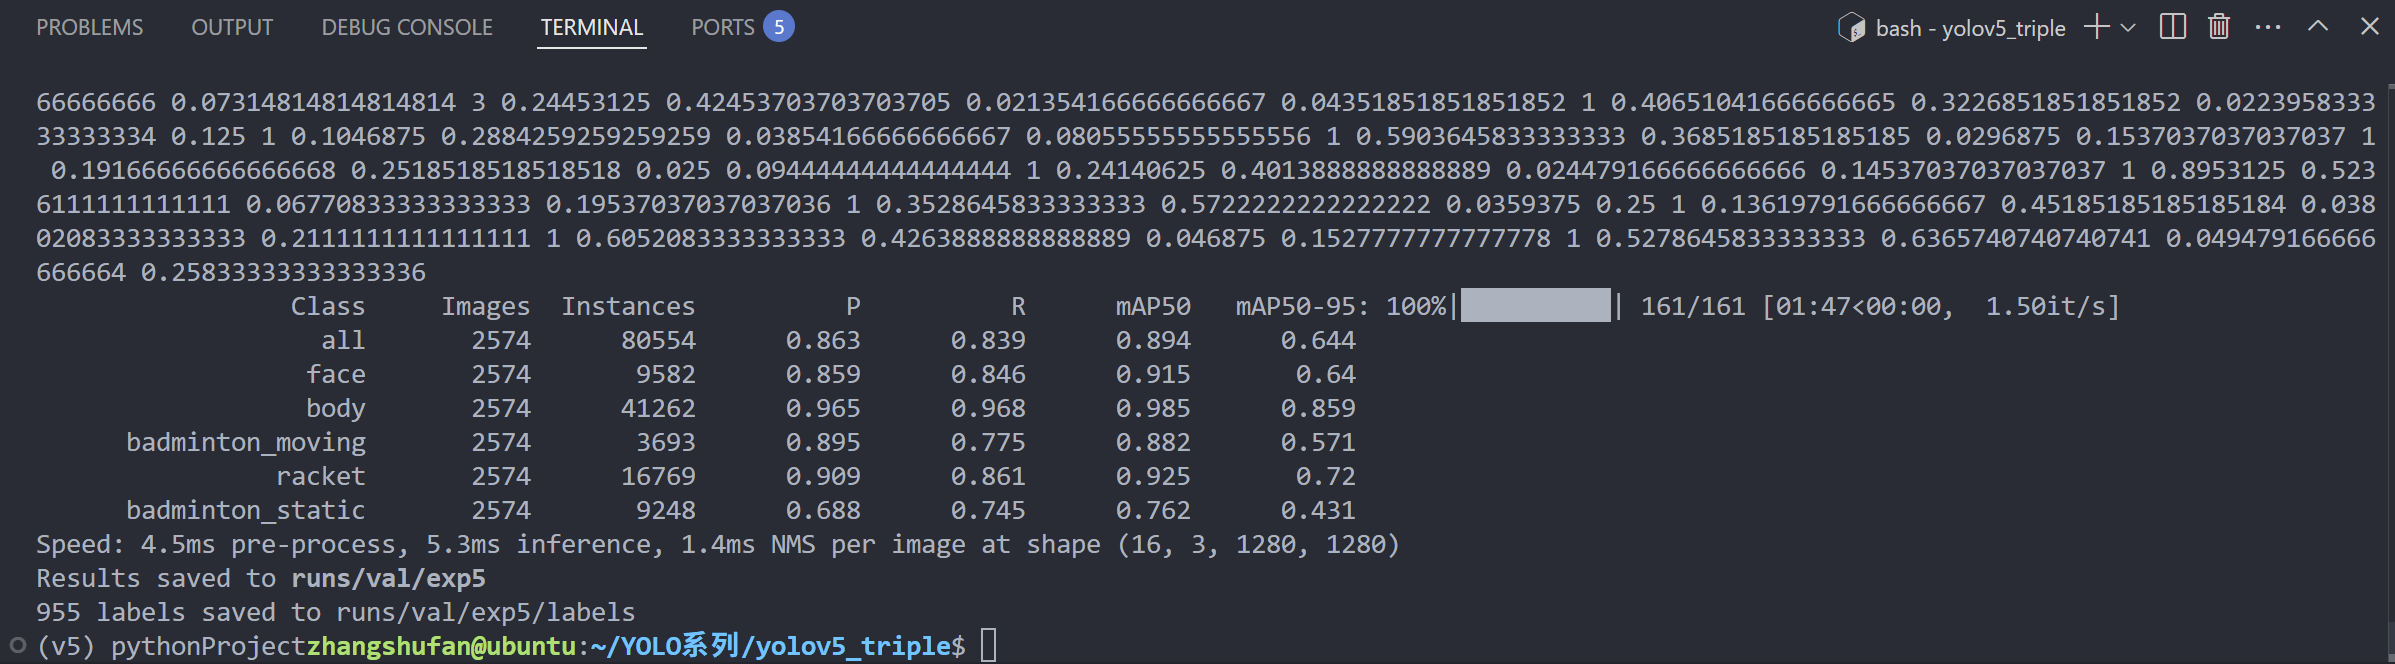 PROBLEMS OUTPUT DEBUG CONSOLE TERMINAL PORTS 5 bash - yolov5_triple
66666666 0.07314814814814814 3 0.24453125 0.42453703703703705 0.021354166666666667 0.04351851851851852 1 0.40651041666666665 0.3226851851851852 0.0223958333
33333334 0.125 1 0.1046875 0.2884259259259259 0.03854166666666667 0.08055555555555556 1 0.5903645833333333 0.3685185185185185 0.0296875 0.1537037037037037 1
0.19166666666666668 0.2518518518518518 0.025 0.09444444444444444 1 0.24140625 0.4013888888888889 0.024479166666666666 0.14537037037037037 1 0.8953125 0.523
6111111111111 0.06770833333333333 0.19537037037037036 1 0.3528645833333333 0.5722222222222222 0.0359375 0.25 1 0.13619791666666667 0.45185185185185184 0.038
02083333333333 0.2111111111111111 1 0.6052083333333333 0.4263888888888889 0.046875 0.1527777777777778 1 0.5278645833333333 0.6365740740740741 0.049479166666
666664 0.25833333333333336
Class Images Instances P R mAP50 mAP50-95: 100%|██████████| 161/161 [01:47<00:00, 1.50it/s]
all 2574 80554 0.863 0.839 0.894 0.644
face 2574 9582 0.859 0.846 0.915 0.64
body 2574 41262 0.965 0.968 0.985 0.859
badminton_moving 2574 3693 0.895 0.775 0.882 0.571
racket 2574 16769 0.909 0.861 0.925 0.72
badminton_static 2574 9248 0.688 0.745 0.762 0.431
Speed: 4.5ms pre-process, 5.3ms inference, 1.4ms NMS per image at shape (16, 3, 1280, 1280)
Results saved to runs/val/exp5
955 labels saved to runs/val/exp5/labels
(v5) pythonProjectzhangshufan@ubuntu:~/YOLO系列/yolov5_triple$